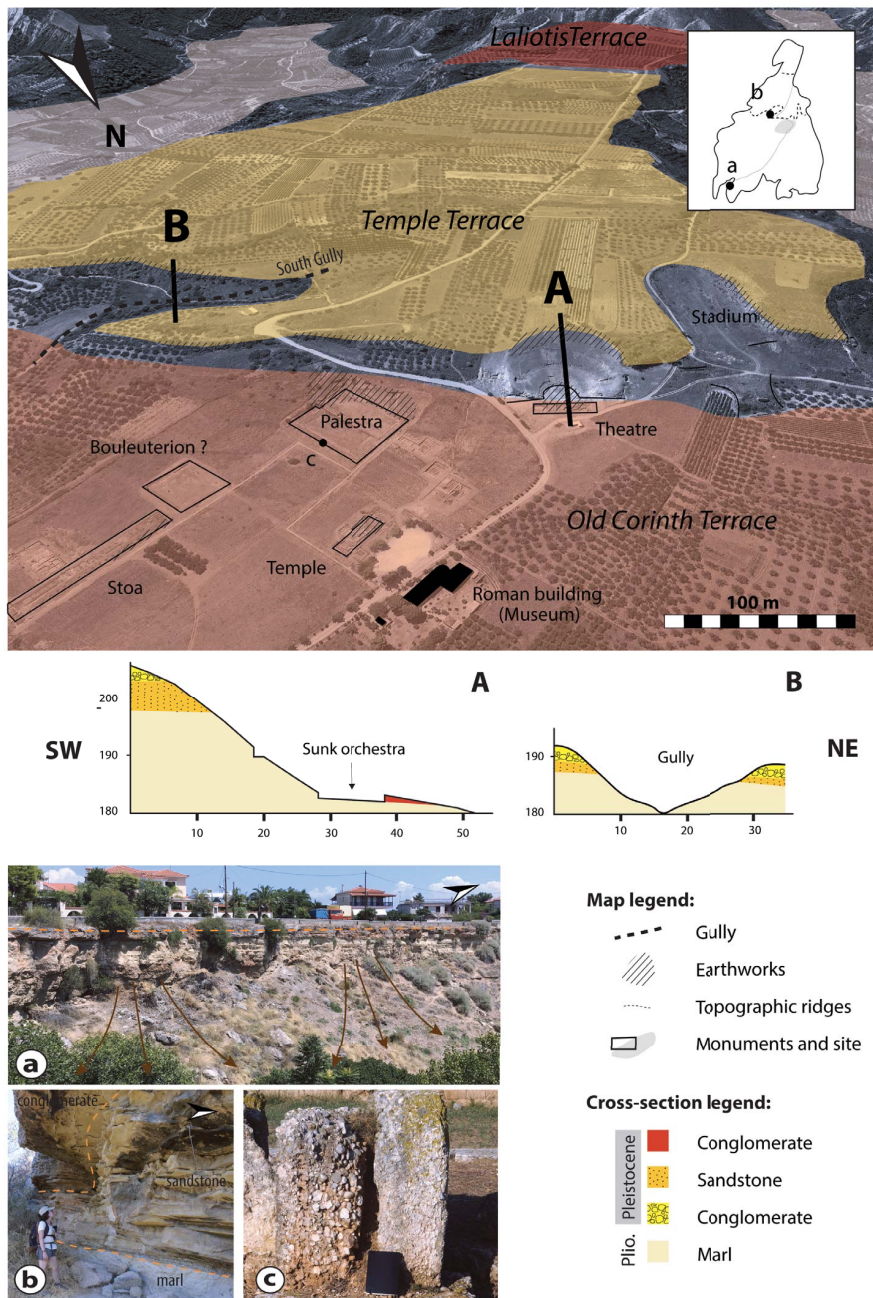 LaliotisTerrace
N
b
a
B
Temple Terrace
South Gully
A
Stadium
Palestra
Theatre
Bouleuterion ?
c
Old Corinth Terrace
Temple
Stoa
Roman building
(Museum)
100 m
A
B
200
SW
190
Sunk orchestra
180
10
20
30
40
50
190
Gully
NE
180
10
20
30
a
Map legend:
Gully
Earthworks
Topographic ridges
Monuments and site
conglomerate
sandstone
marl
b
c
Cross-section legend:
Pleistocene
Conglomerate
Sandstone
Conglomerate
Plio.
Marl